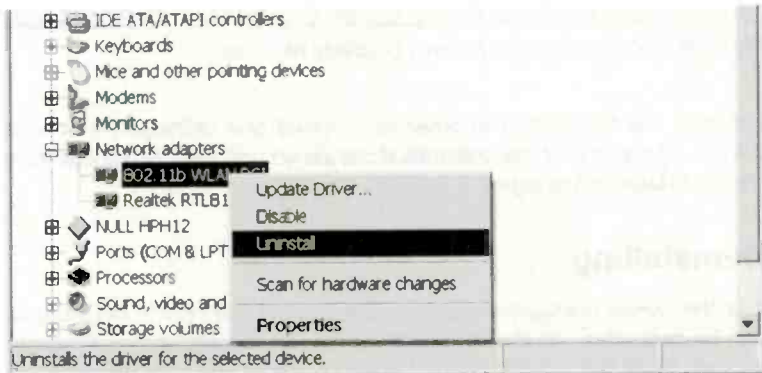 IDE ATA/ATAPI controllers
Keyboards
Mice and other pointing devices
Modems
Monitors
Network adapters
802.11b WLAN PCI
Realtek RTL81
NULL HPH12
Ports (COM & LPT
Processors
Sound, video and
Storage volumes
Update Driver...
Disable
Uninstall
Scan for hardware changes
Properties
Uninstalls the driver for the selected device.